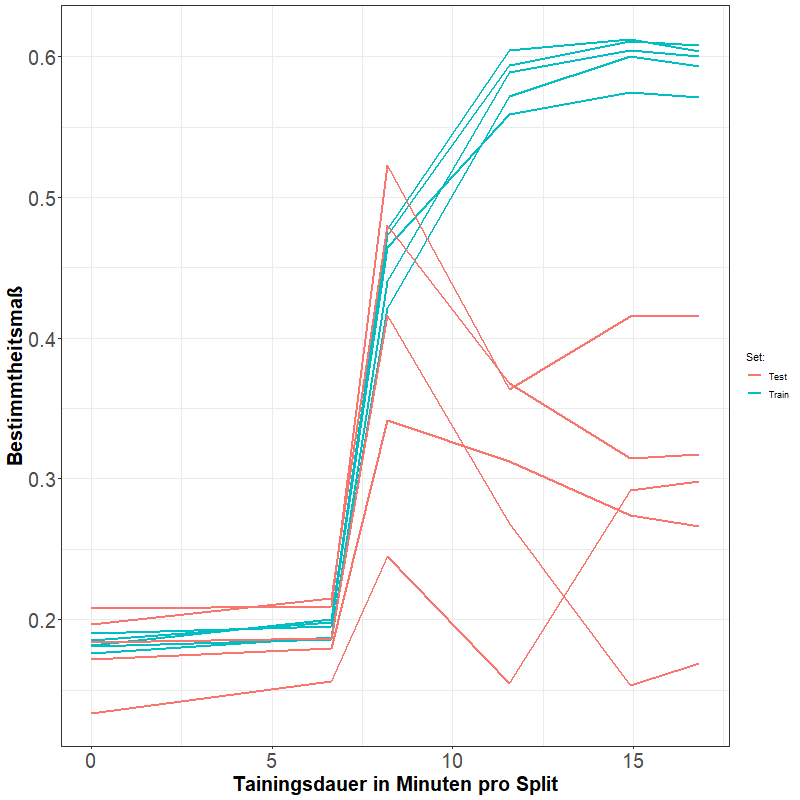 0.6
0.5
0.4
0.3
0.2
Bestimmtheitsmaß
0 5 10 15
Tainingsdauer in Minuten pro Split
Set:
Test
Train